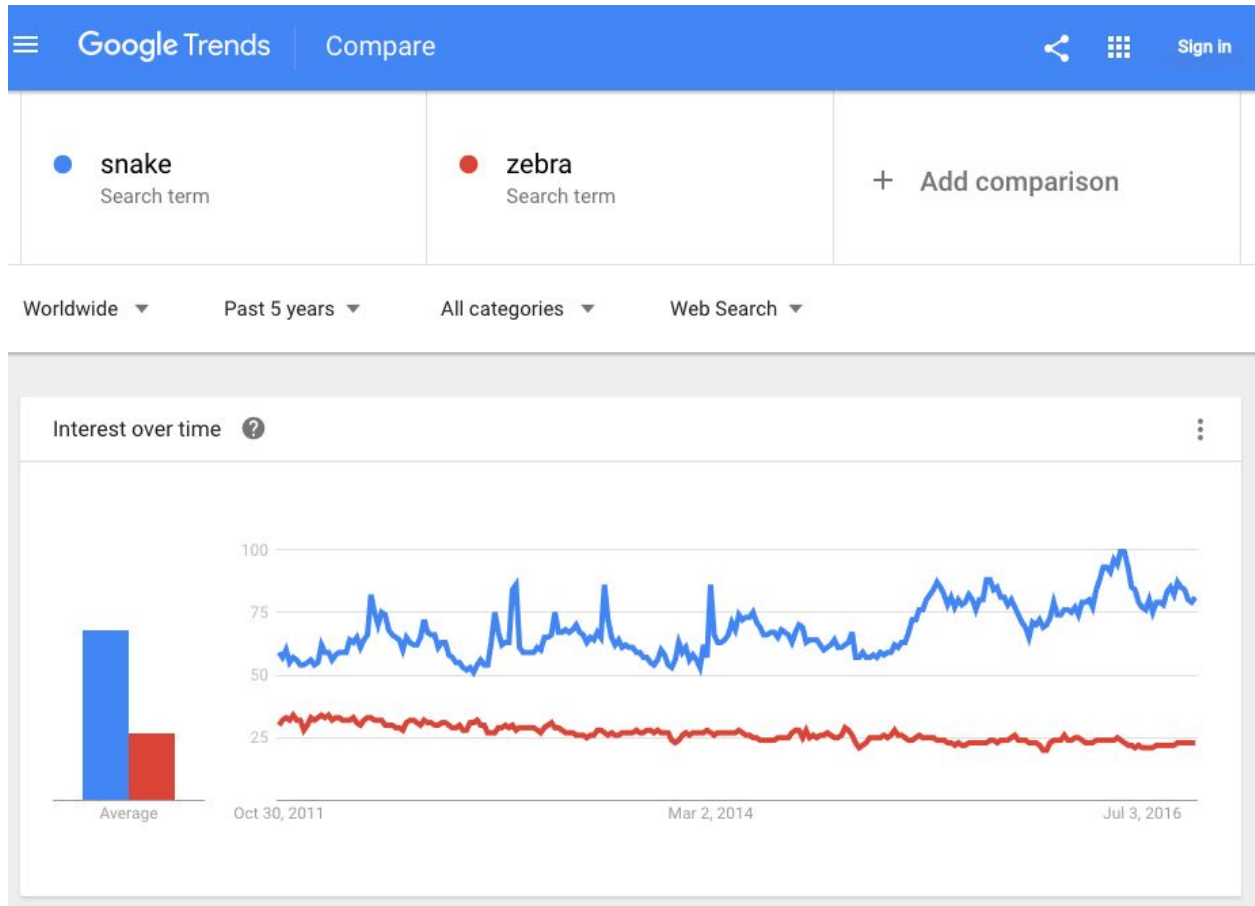 Google Trends Compare Sign in
snake zebra
Search term Search term
+ Add comparison
Worldwide Past 5 years All categories Web Search
Interest over time ?
100
75
50
25
Average Oct 30, 2011 Mar 2, 2014 Jul 3, 2016